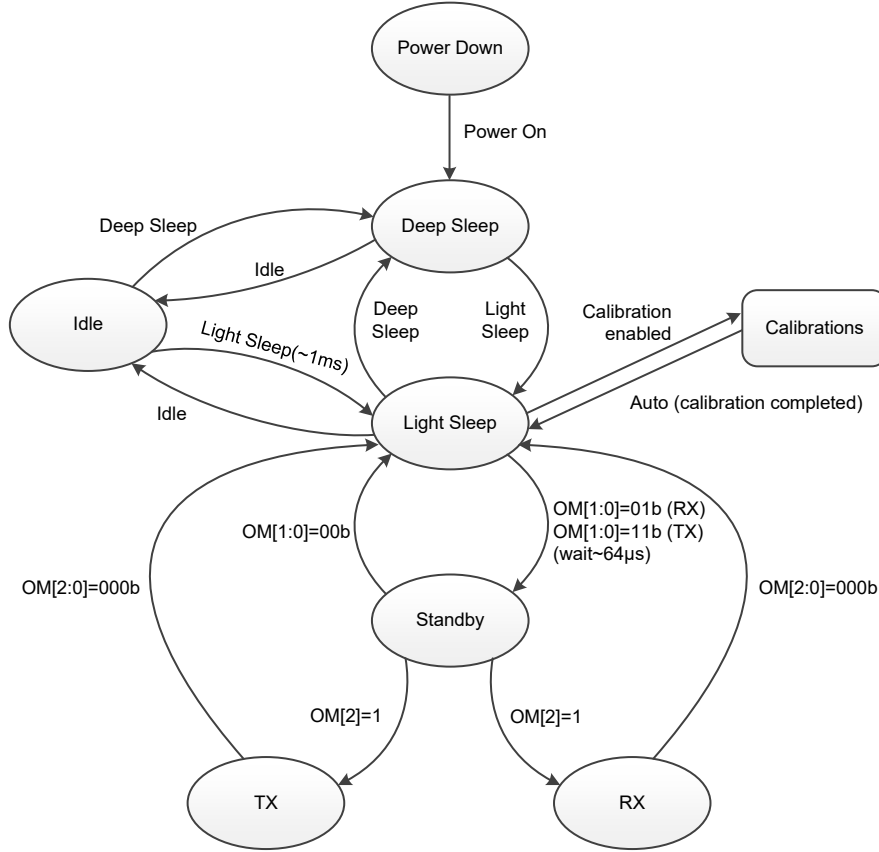 Power Down
Power On
Deep Sleep
Deep Sleep
Idle
Idle
Deep
Sleep
Light
Sleep
Calibration
enabled
Calibrations
Light Sleep(~1ms)
Auto (calibration completed)
Idle
Light Sleep
OM[1:0]=01b (RX)
OM[1:0]=11b (TX)
(wait~64µs)
OM[1:0]=00b
OM[2:0]=000b
OM[2:0]=000b
Standby
OM[2]=1
OM[2]=1
TX
RX